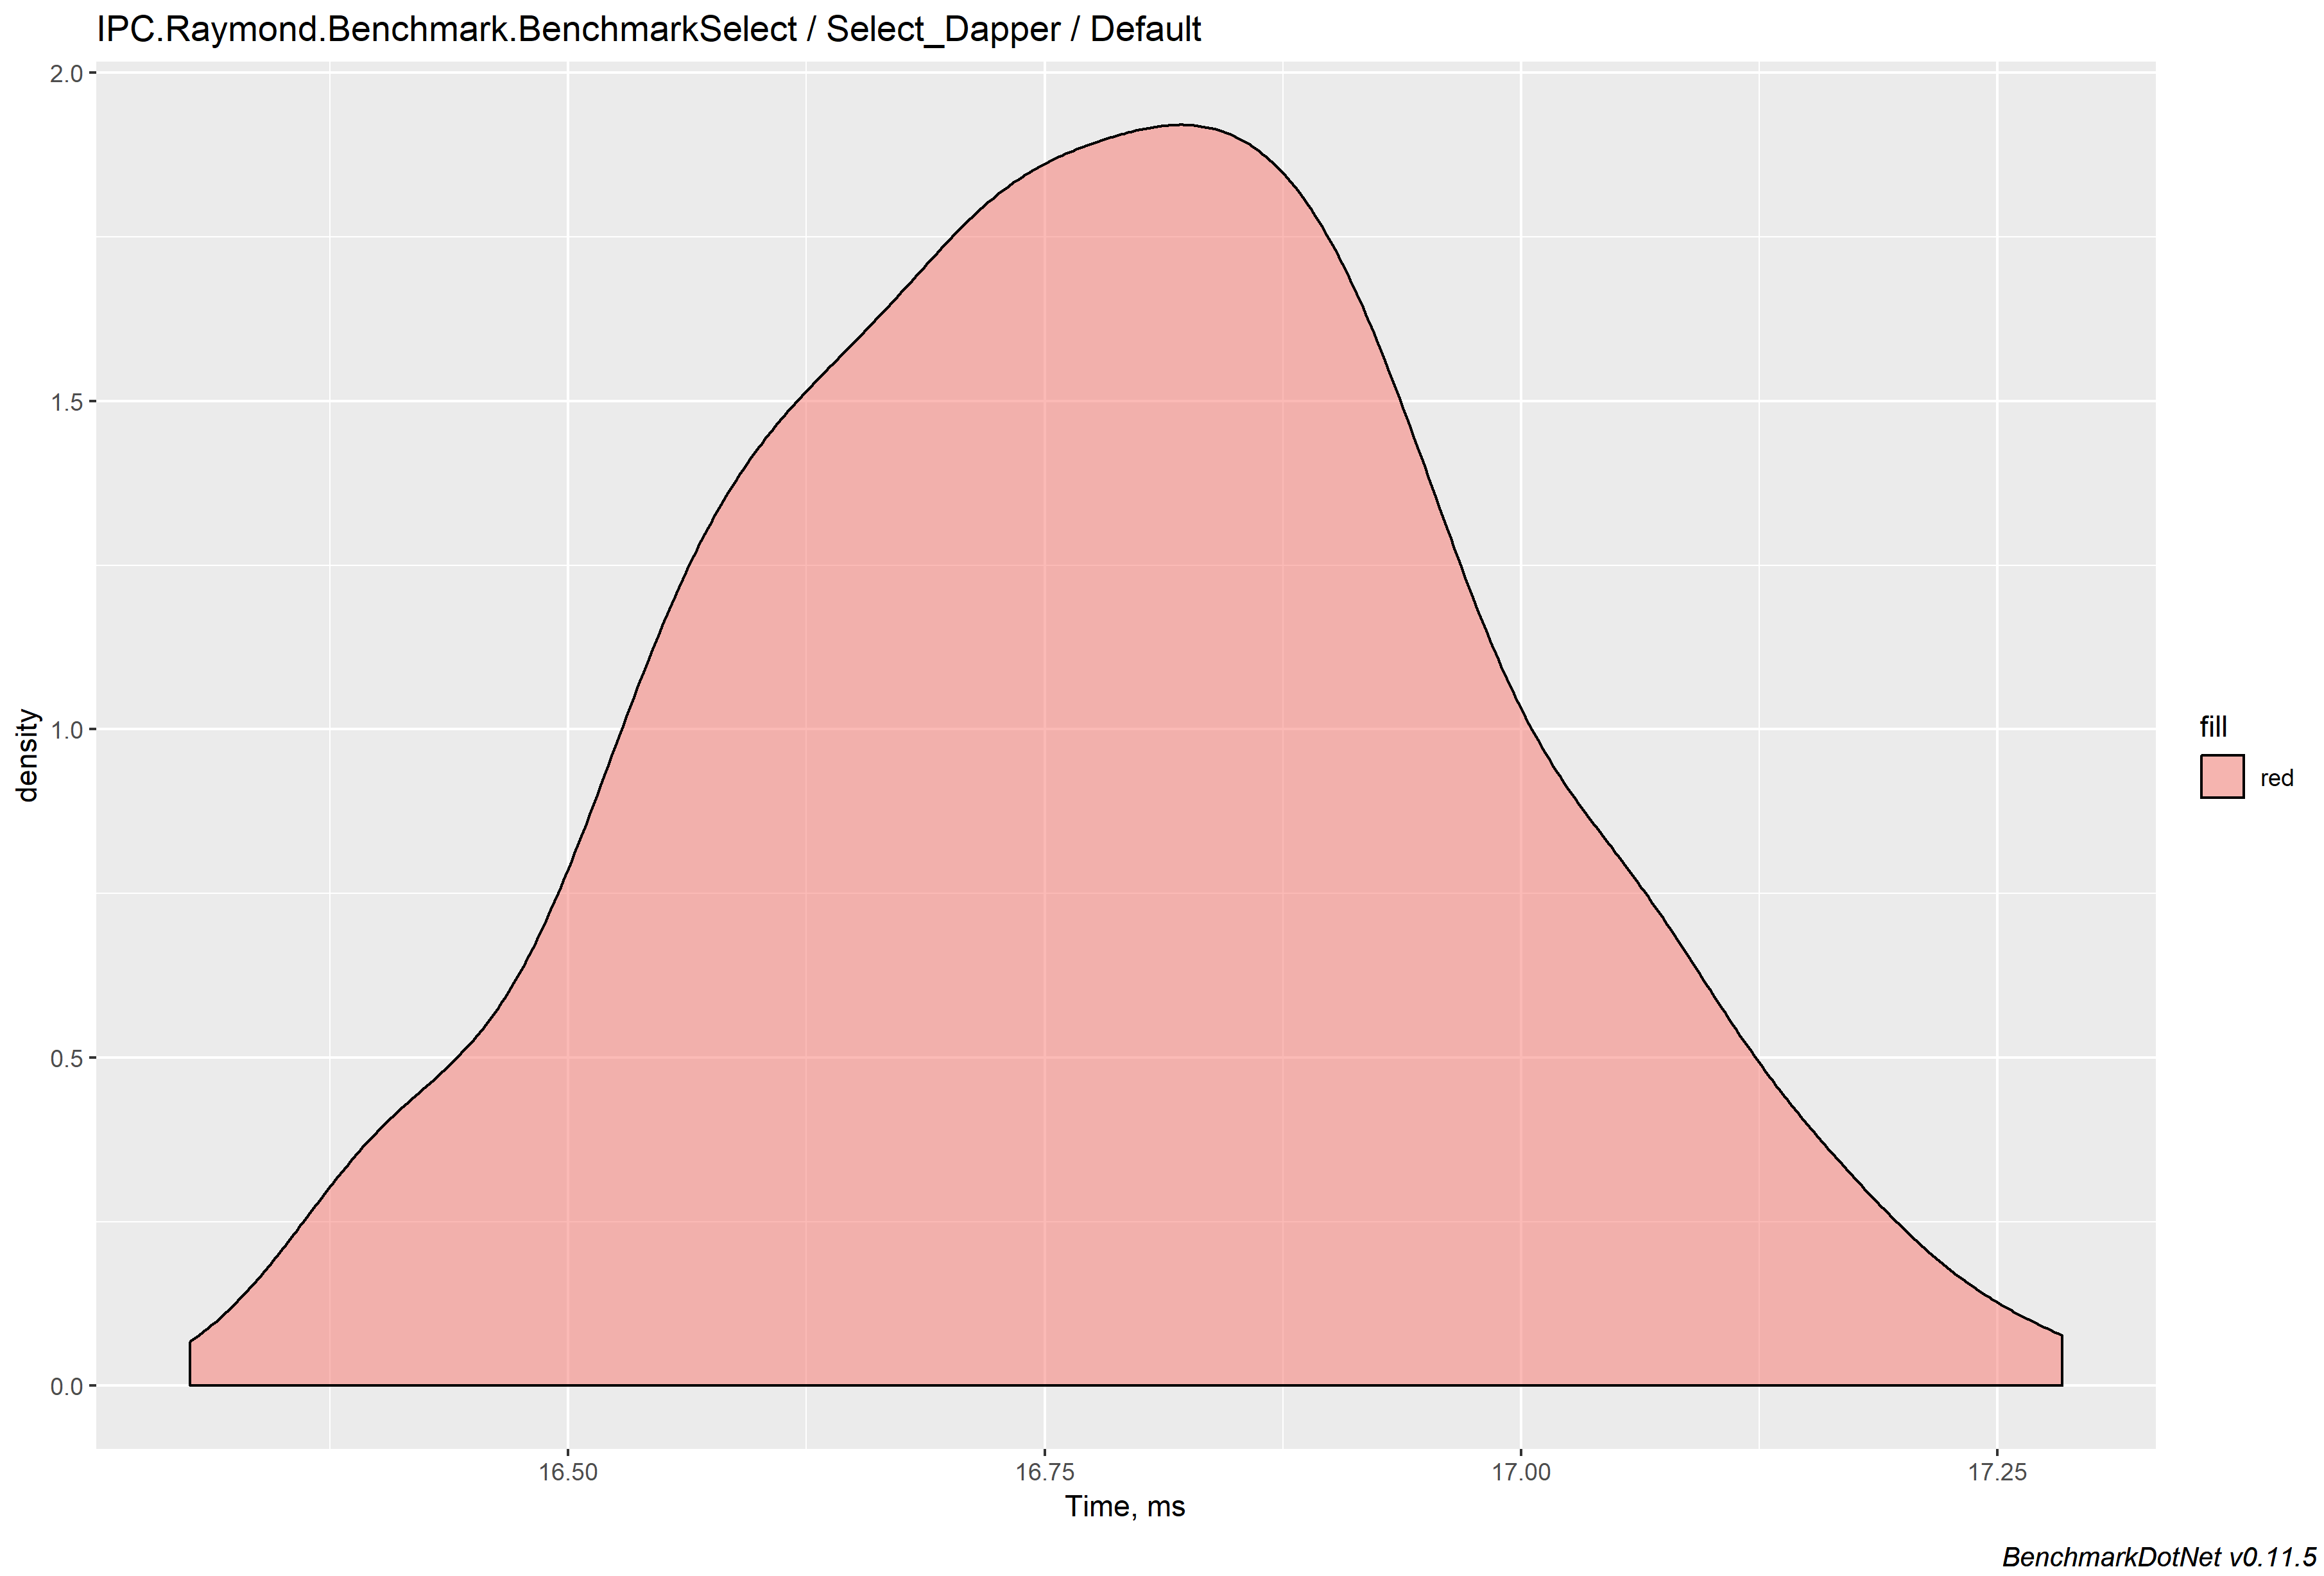 IPC.Raymond.Benchmark.BenchmarkSelect / Select_Dapper / Default
2.0
1.5
1.0
0.5
0.0
density
16.50 16.75 17.00 17.25
Time, ms
fill
red
BenchmarkDotNet v0.11.5